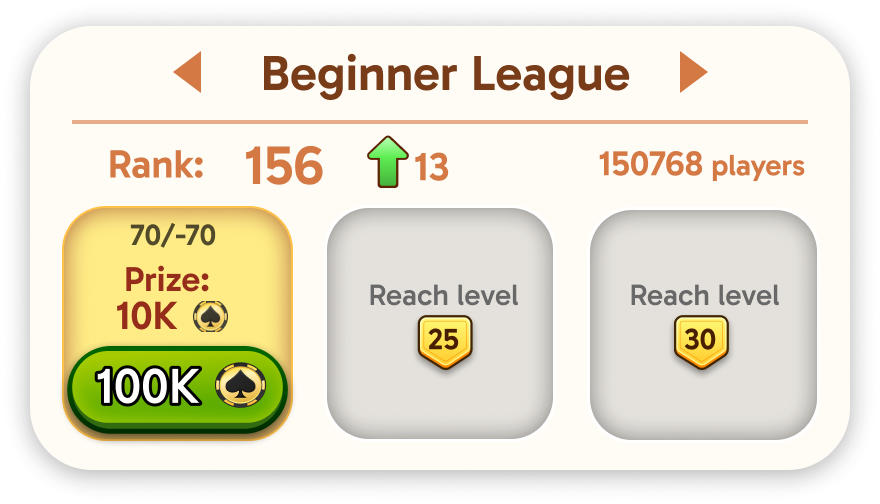 Beginner League
Rank: 156 13 150768 players
70/-70
Prize:
10K
100K
Reach level
25
Reach level
30